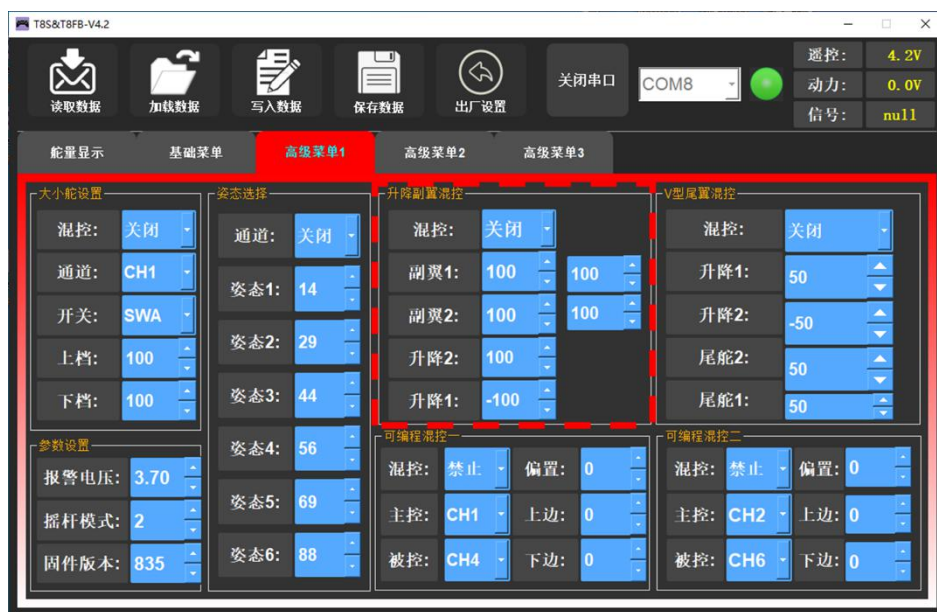 T8S&T8FB-V4.2
读取数据 加载数据 写入数据 保存数据 出厂设置 关闭串口 COM8
遥控: 4.2V
动力: 0.0V
信号: null
舵量显示 基础菜单 高级菜单1 高级菜单2 高级菜单3
大小舵设置
混控: 关闭
通道: CH1
开关: SWA
上档: 100
下档: 100
参数设置
报警电压: 3.70
摇杆模式: 2
固件版本: 835
姿态选择
通道: 关闭
姿态1: 14
姿态2: 29
姿态3: 44
姿态4: 56
姿态5: 69
姿态6: 88
升降副翼混控
混控: 关闭
副翼1: 100 100
副翼2: 100 100
升降2: 100
升降1: -100
V型尾翼混控
混控: 关闭
升降1: 50
升降2: -50
尾舵2: 50
尾舵1: 50
可编程混控一
混控: 禁止 偏置: 0
主控: CH1 上边: 0
被控: CH4 下边: 0
可编程混控二
混控: 禁止 偏置: 0
主控: CH2 上边: 0
被控: CH6 下边: 0